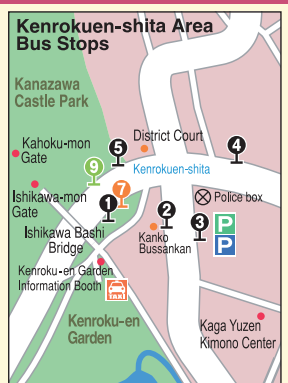 Kenrokuen-shita Area
Bus Stops
Kanazawa
Castle Park
Kahoku-mon
Gate
5
District Court
4
9
Kenrokuen-shita
Ishikawa-mon
Gate
7
1
Police box
2
3
P
P
Ishikawa Bashi
Bridge
Kanko
Bussankan
Kenroku-en Garden
Information Booth
TAXI
Kenroku-en
Garden
Kaga Yuzen
Kimono Center